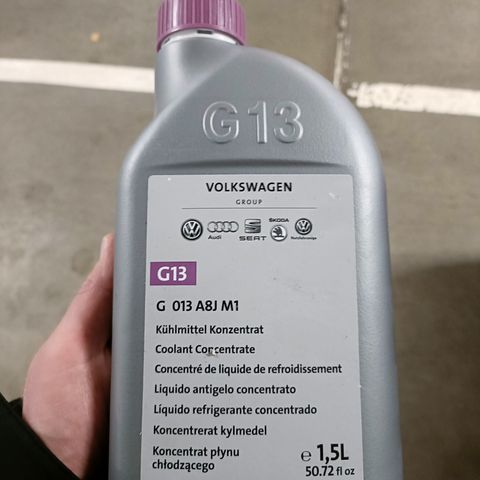 G13
VOLKSWAGEN
GROUP
Audi
SEAT
ŠKODA
Nutzfahrzeuge
G13
G 013 A8J M1
Kühlmittel Konzentrat
Coolant Concentrate
Concentré de liquide de refroidissement
Liquido antigelo concentrato
Líquido refrigerante concentrado
Koncentrerat kylmedel
Koncentrat płynu
chłodzącego
e 1,5L
50.72 fl oz